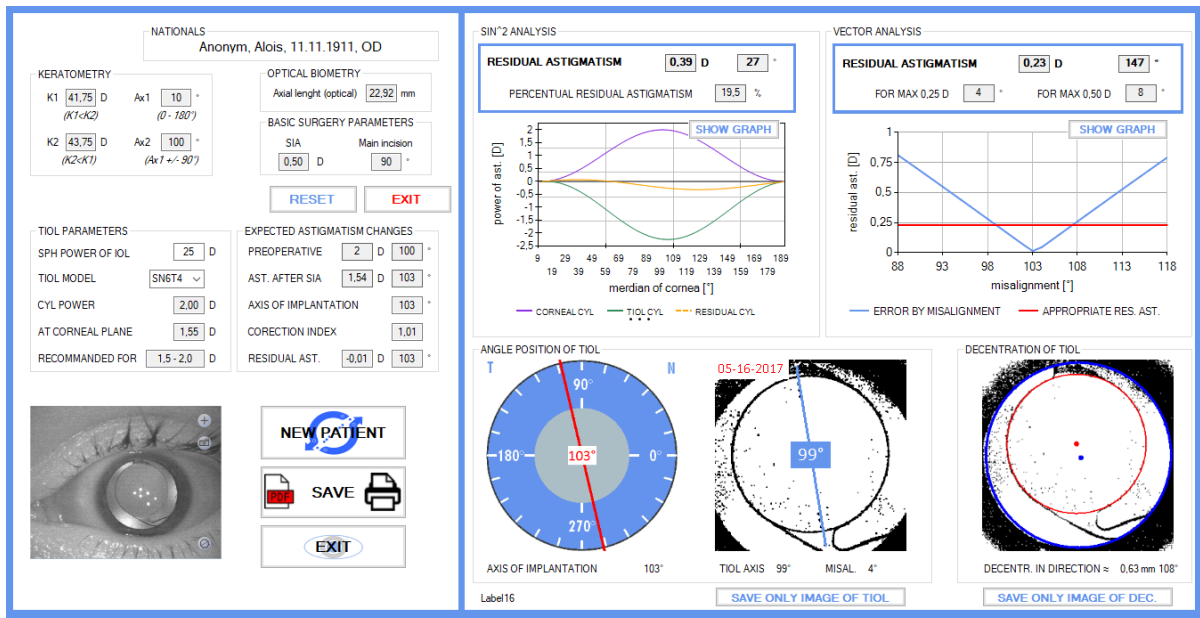 NATIONALS
Anonym, Alois, 11.11.1911, OD
KERATOMETRY
K1 41,75 D Ax1 10 °
(K1<K2) (0 - 180°)
K2 43,75 D Ax2 100 °
(K2<K1) (Ax1 +/- 90°)
OPTICAL BIOMETRY
Axial lenght (optical) 22,92 mm
BASIC SURGERY PARAMETERS
SIA Main incision
0,50 D 90 °
RESET EXIT
TIOL PARAMETERS
SPH POWER OF IOL 25 D
TIOL MODEL SN6T4
CYL POWER 2,00 D
AT CORNEAL PLANE 1,55 D
RECOMMANDED FOR 1,5 - 2,0 D
EXPECTED ASTIGMATISM CHANGES
PREOPERATIVE 2 D 100 °
AST. AFTER SIA 1,54 D 103 °
AXIS OF IMPLANTATION 103 °
CORECTION INDEX 1,01
RESIDUAL AST. -0,01 D 103 °
NEW PATIENT
PDF SAVE
EXIT
SIN^2 ANALYSIS
RESIDUAL ASTIGMATISM 0,39 D 27 °
PERCENTUAL RESIDUAL ASTIGMATISM 19,5 %
SHOW GRAPH
power of ast. [D]
2
1,5
1
0,5
0
-0,5
-1
-1,5
-2
-2,5
9 29 49 69 89 109 129 149 169 189
19 39 59 79 99 119 139 159 179
merdian of cornea [°]
CORNEAL CYL TIOL CYL RESIDUAL CYL
VECTOR ANALYSIS
RESIDUAL ASTIGMATISM 0,23 D 147 °
FOR MAX 0,25 D 4 ° FOR MAX 0,50 D 8 °
SHOW GRAPH
residual ast. [D]
1
0,75
0,5
0,25
0
88 93 98 103 108 113 118
misalignment [°]
ERROR BY MISALIGNMENT APPROPRIATE RES. AST.
ANGLE POSITION OF TIOL
T N
90°
180° 103° 0°
270°
AXIS OF IMPLANTATION 103°
05-16-2017
99°
TIOL AXIS 99° MISAL. 4°
DECENTRATION OF TIOL
DECENTR. IN DIRECTION ≈ 0,63 mm 108°
Label16
SAVE ONLY IMAGE OF TIOL
SAVE ONLY IMAGE OF DEC.